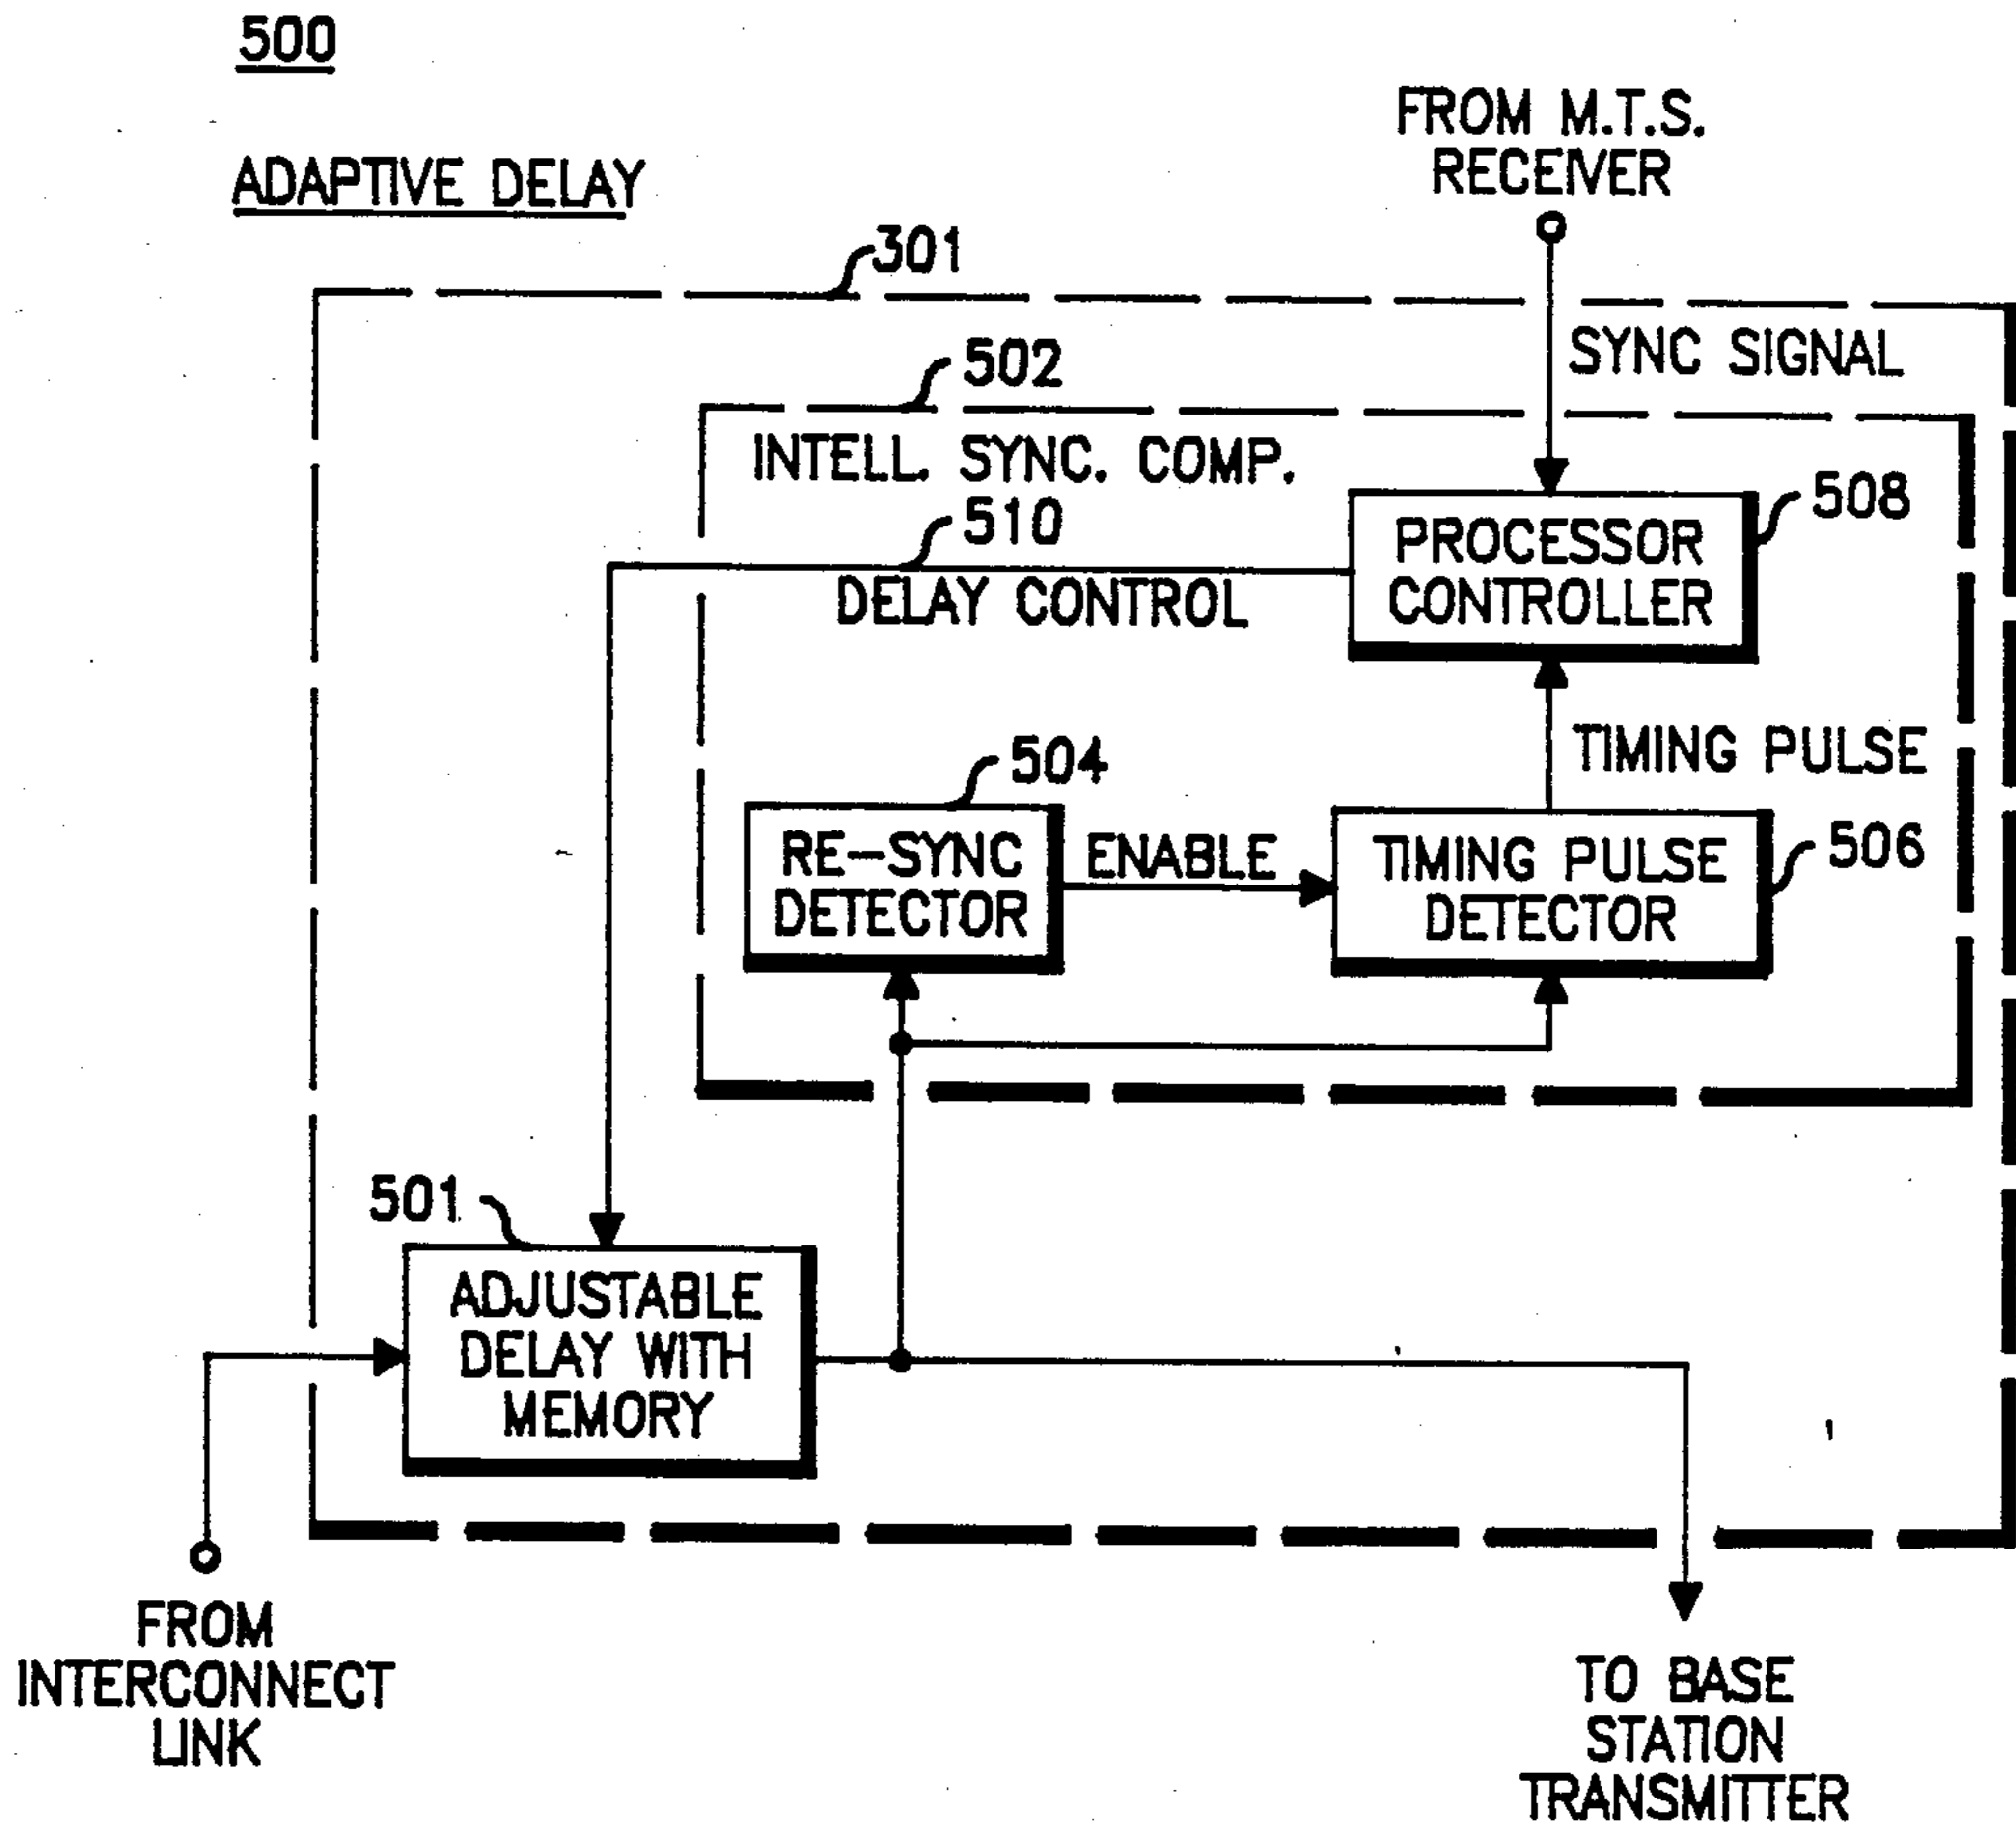 500
ADAPTIVE DELAY
FROM M.T.S.
RECEIVER
301
SYNC SIGNAL
502
INTELL. SYNC. COMP.
510
DELAY CONTROL
PROCESSOR
CONTROLLER
508
TIMING PULSE
504
RE-SYNC
DETECTOR
ENABLE
TIMING PULSE
DETECTOR
506
501
ADJUSTABLE
DELAY WITH
MEMORY
FROM
INTERCONNECT
LINK
TO BASE
STATION
TRANSMITTER